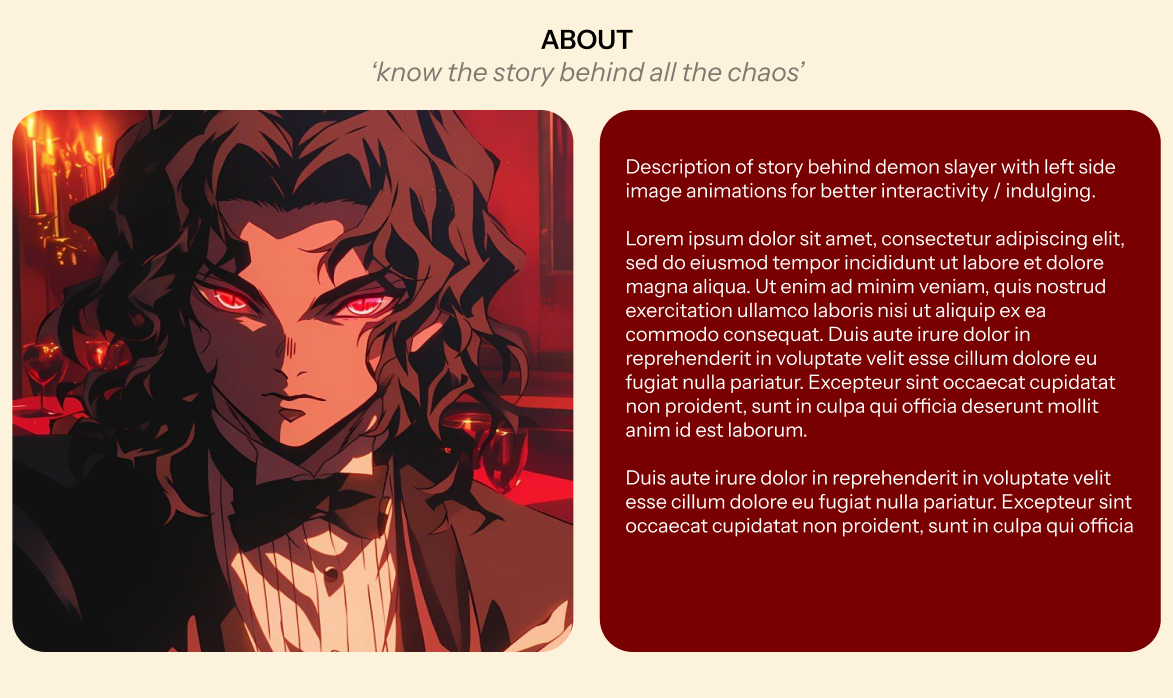 ABOUT
‘know the story behind all the chaos’
Description of story behind demon slayer with left side
image animations for better interactivity / indulging.
Lorem ipsum dolor sit amet, consectetur adipiscing elit,
sed do eiusmod tempor incididunt ut labore et dolore
magna aliqua. Ut enim ad minim veniam, quis nostrud
exercitation ullamco laboris nisi ut aliquip ex ea
commodo consequat. Duis aute irure dolor in
reprehenderit in voluptate velit esse cillum dolore eu
fugiat nulla pariatur. Excepteur sint occaecat cupidatat
non proident, sunt in culpa qui officia deserunt mollit
anim id est laborum.
Duis aute irure dolor in reprehenderit in voluptate velit
esse cillum dolore eu fugiat nulla pariatur. Excepteur sint
occaecat cupidatat non proident, sunt in culpa qui officia